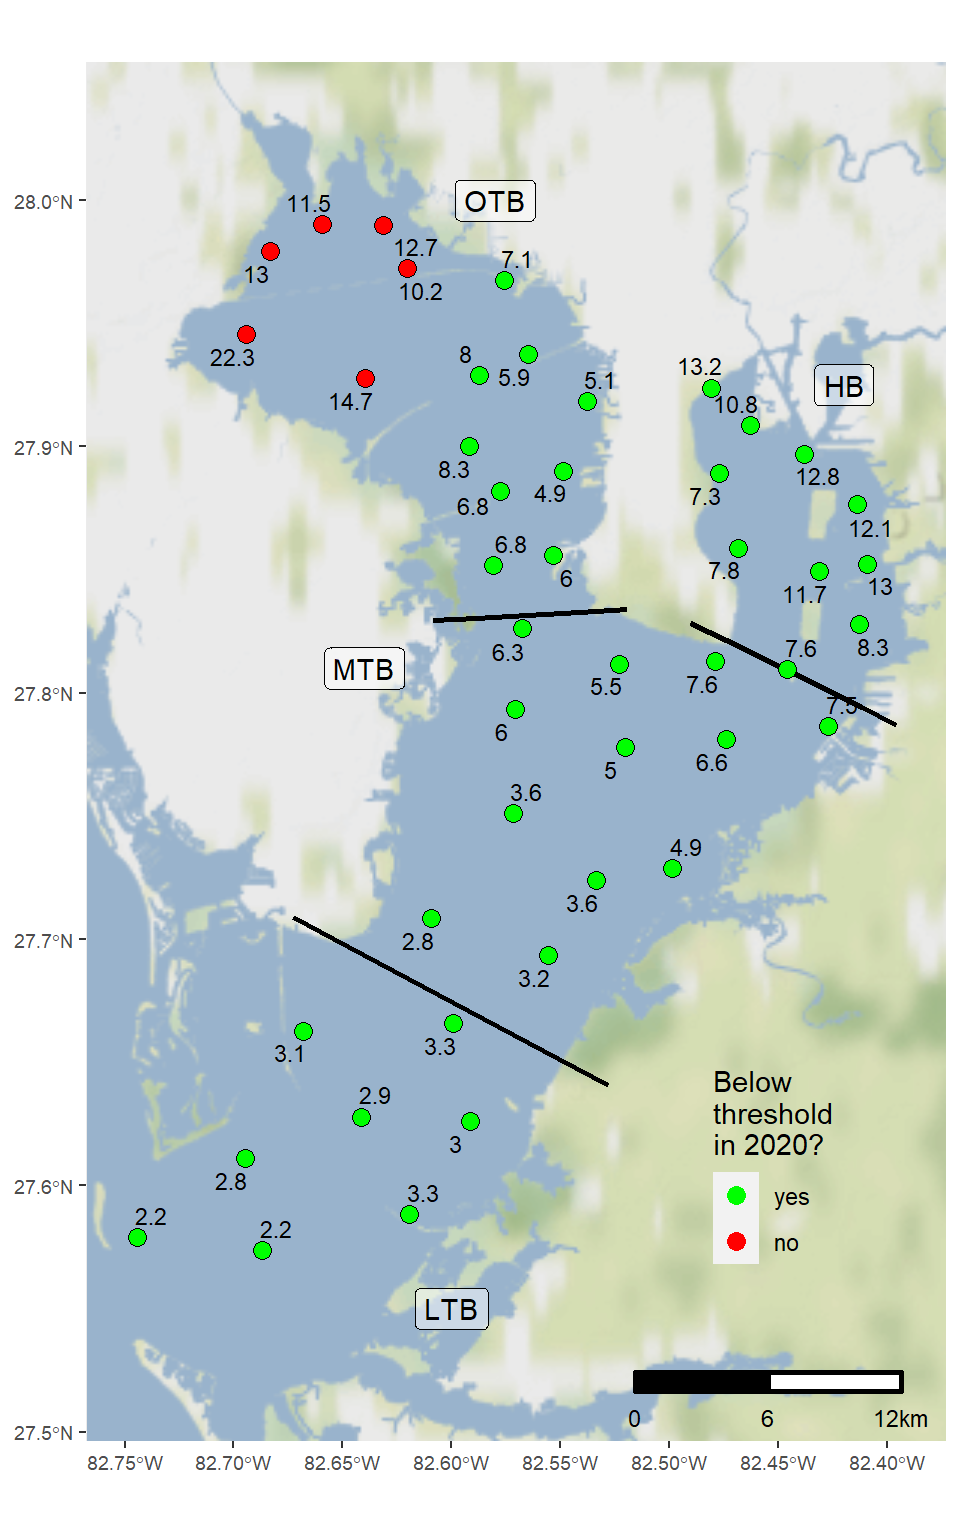 28.0°N
27.9°N
27.8°N
27.7°N
27.6°N
27.5°N
11.5
OTB
12.7
7.1
13
10.2
22.3
8
5.9
5.1
14.7
13.2
HB
10.8
8.3
4.9
7.3
12.8
6.8
12.1
6.8
6
7.8
11.7
13
MTB
6.3
5.5
7.6
7.6
8.3
7.5
6
5
6.6
3.6
4.9
3.6
2.8
3.2
3.1
3.3
2.9
3
2.8
3.3
2.2
2.2
LTB
Below
threshold
in 2020?
yes
no
0 6 12km
82.75°W 82.70°W 82.65°W 82.60°W 82.55°W 82.50°W 82.45°W 82.40°W